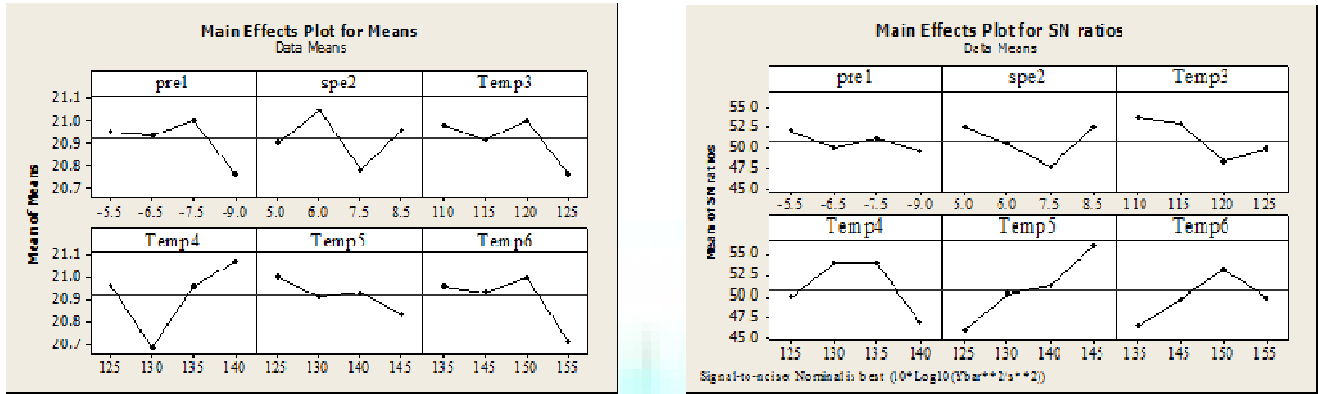 Main Effects Plot for Means
Data Means
pre1 spe2 Temp3
21.1
21.0
20.9
20.8
20.7
-5.5 -6.5 -7.5 -9.0 5.0 6.0 7.5 8.5 110 115 120 125
Temp4 Temp5 Temp6
21.1
21.0
20.9
20.8
20.7
125 130 135 140 125 130 140 145 135 145 150 155
Mean of Means
Main Effects Plot for SN ratios
Data Means
pre1 spe2 Temp3
55.0
52.5
50.0
47.5
45.0
-5.5 -6.5 -7.5 -9.0 5.0 6.0 7.5 8.5 110 115 120 125
Temp4 Temp5 Temp6
55.0
52.5
50.0
47.5
45.0
125 130 135 140 125 130 140 145 135 145 150 155
Mean of SN ratios
Signal-to-noise: Nominal is best (10*Log10(Ybar**2/s**2))